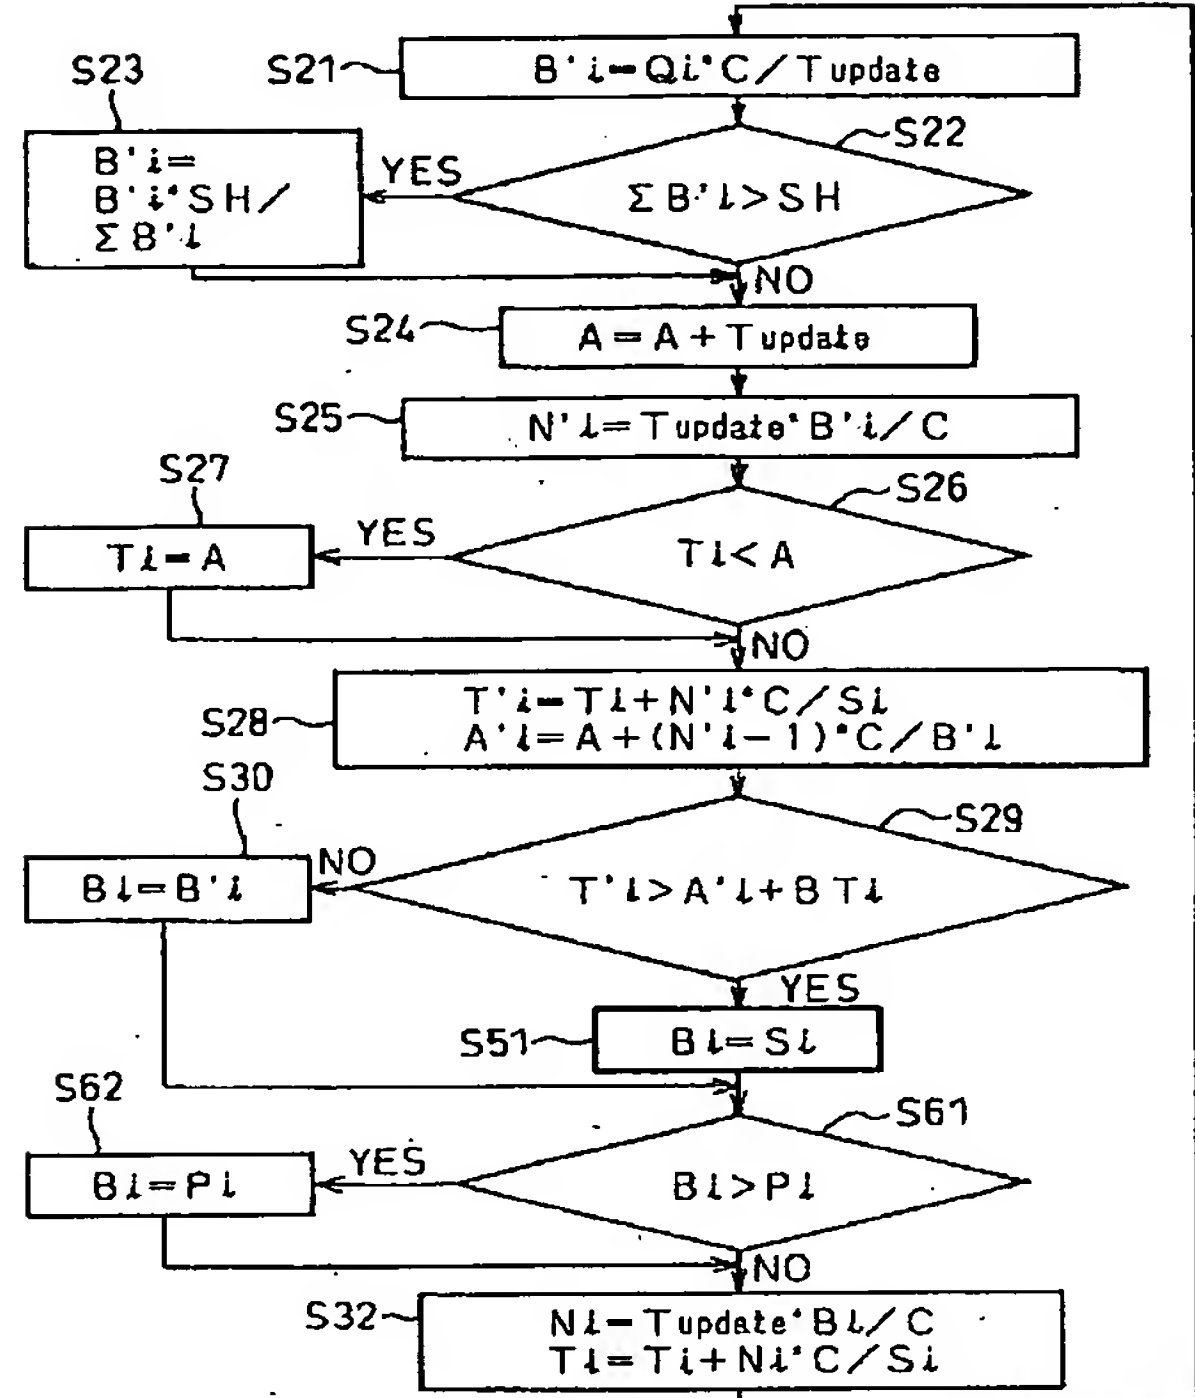 S21
B'i=Qi*C/Tupdate
S22
ΣB'i>SH
YES
S23
B'i=
B'i*SH/
ΣB'i
NO
S24
A=A+Tupdate
S25
N'i=Tupdate*B'i/C
S26
Ti<A
YES
S27
Ti=A
NO
S28
T'i=Ti+N'i*C/Si
A'i=A+(N'i-1)*C/B'i
S29
T'i>A'i+BTi
NO
S30
Bi=B'i
YES
S51
Bi=Si
S61
Bi>Pi
YES
S62
Bi=Pi
NO
S32
Ni=Tupdate*Bi/C
Ti=Ti+Ni*C/Si